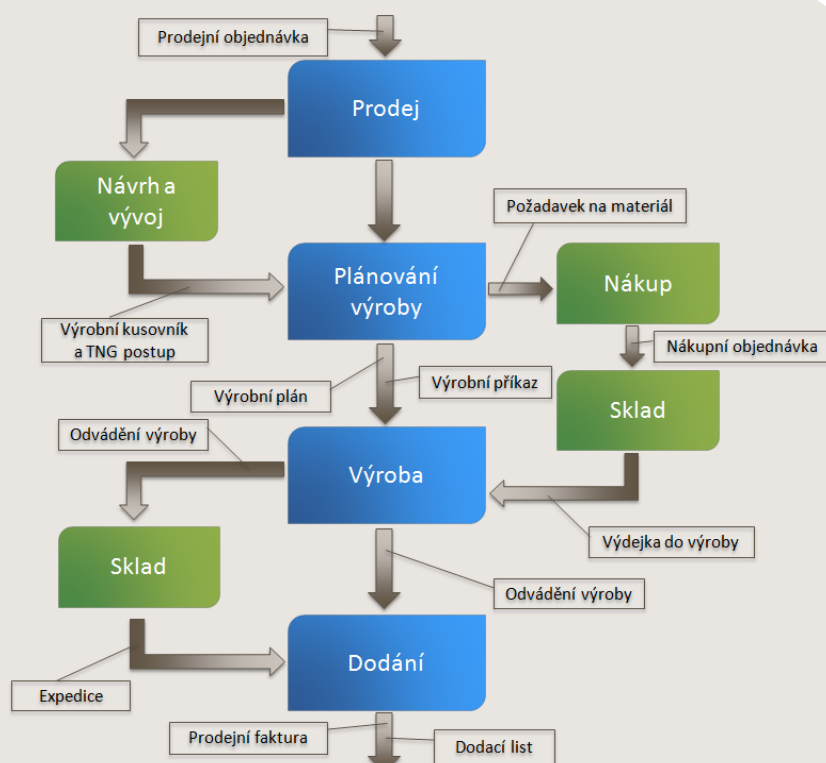 Prodejní objednávka
Prodej
Návrh a
vývoj
Požadavek na materiál
Plánování
výroby
Nákup
Výrobní kusovník
a TNG postup
Nákupní objednávka
Výrobní plán
Výrobní příkaz
Sklad
Odvádění výroby
Výroba
Výdejka do výroby
Sklad
Odvádění výroby
Dodání
Expedice
Prodejní faktura
Dodací list